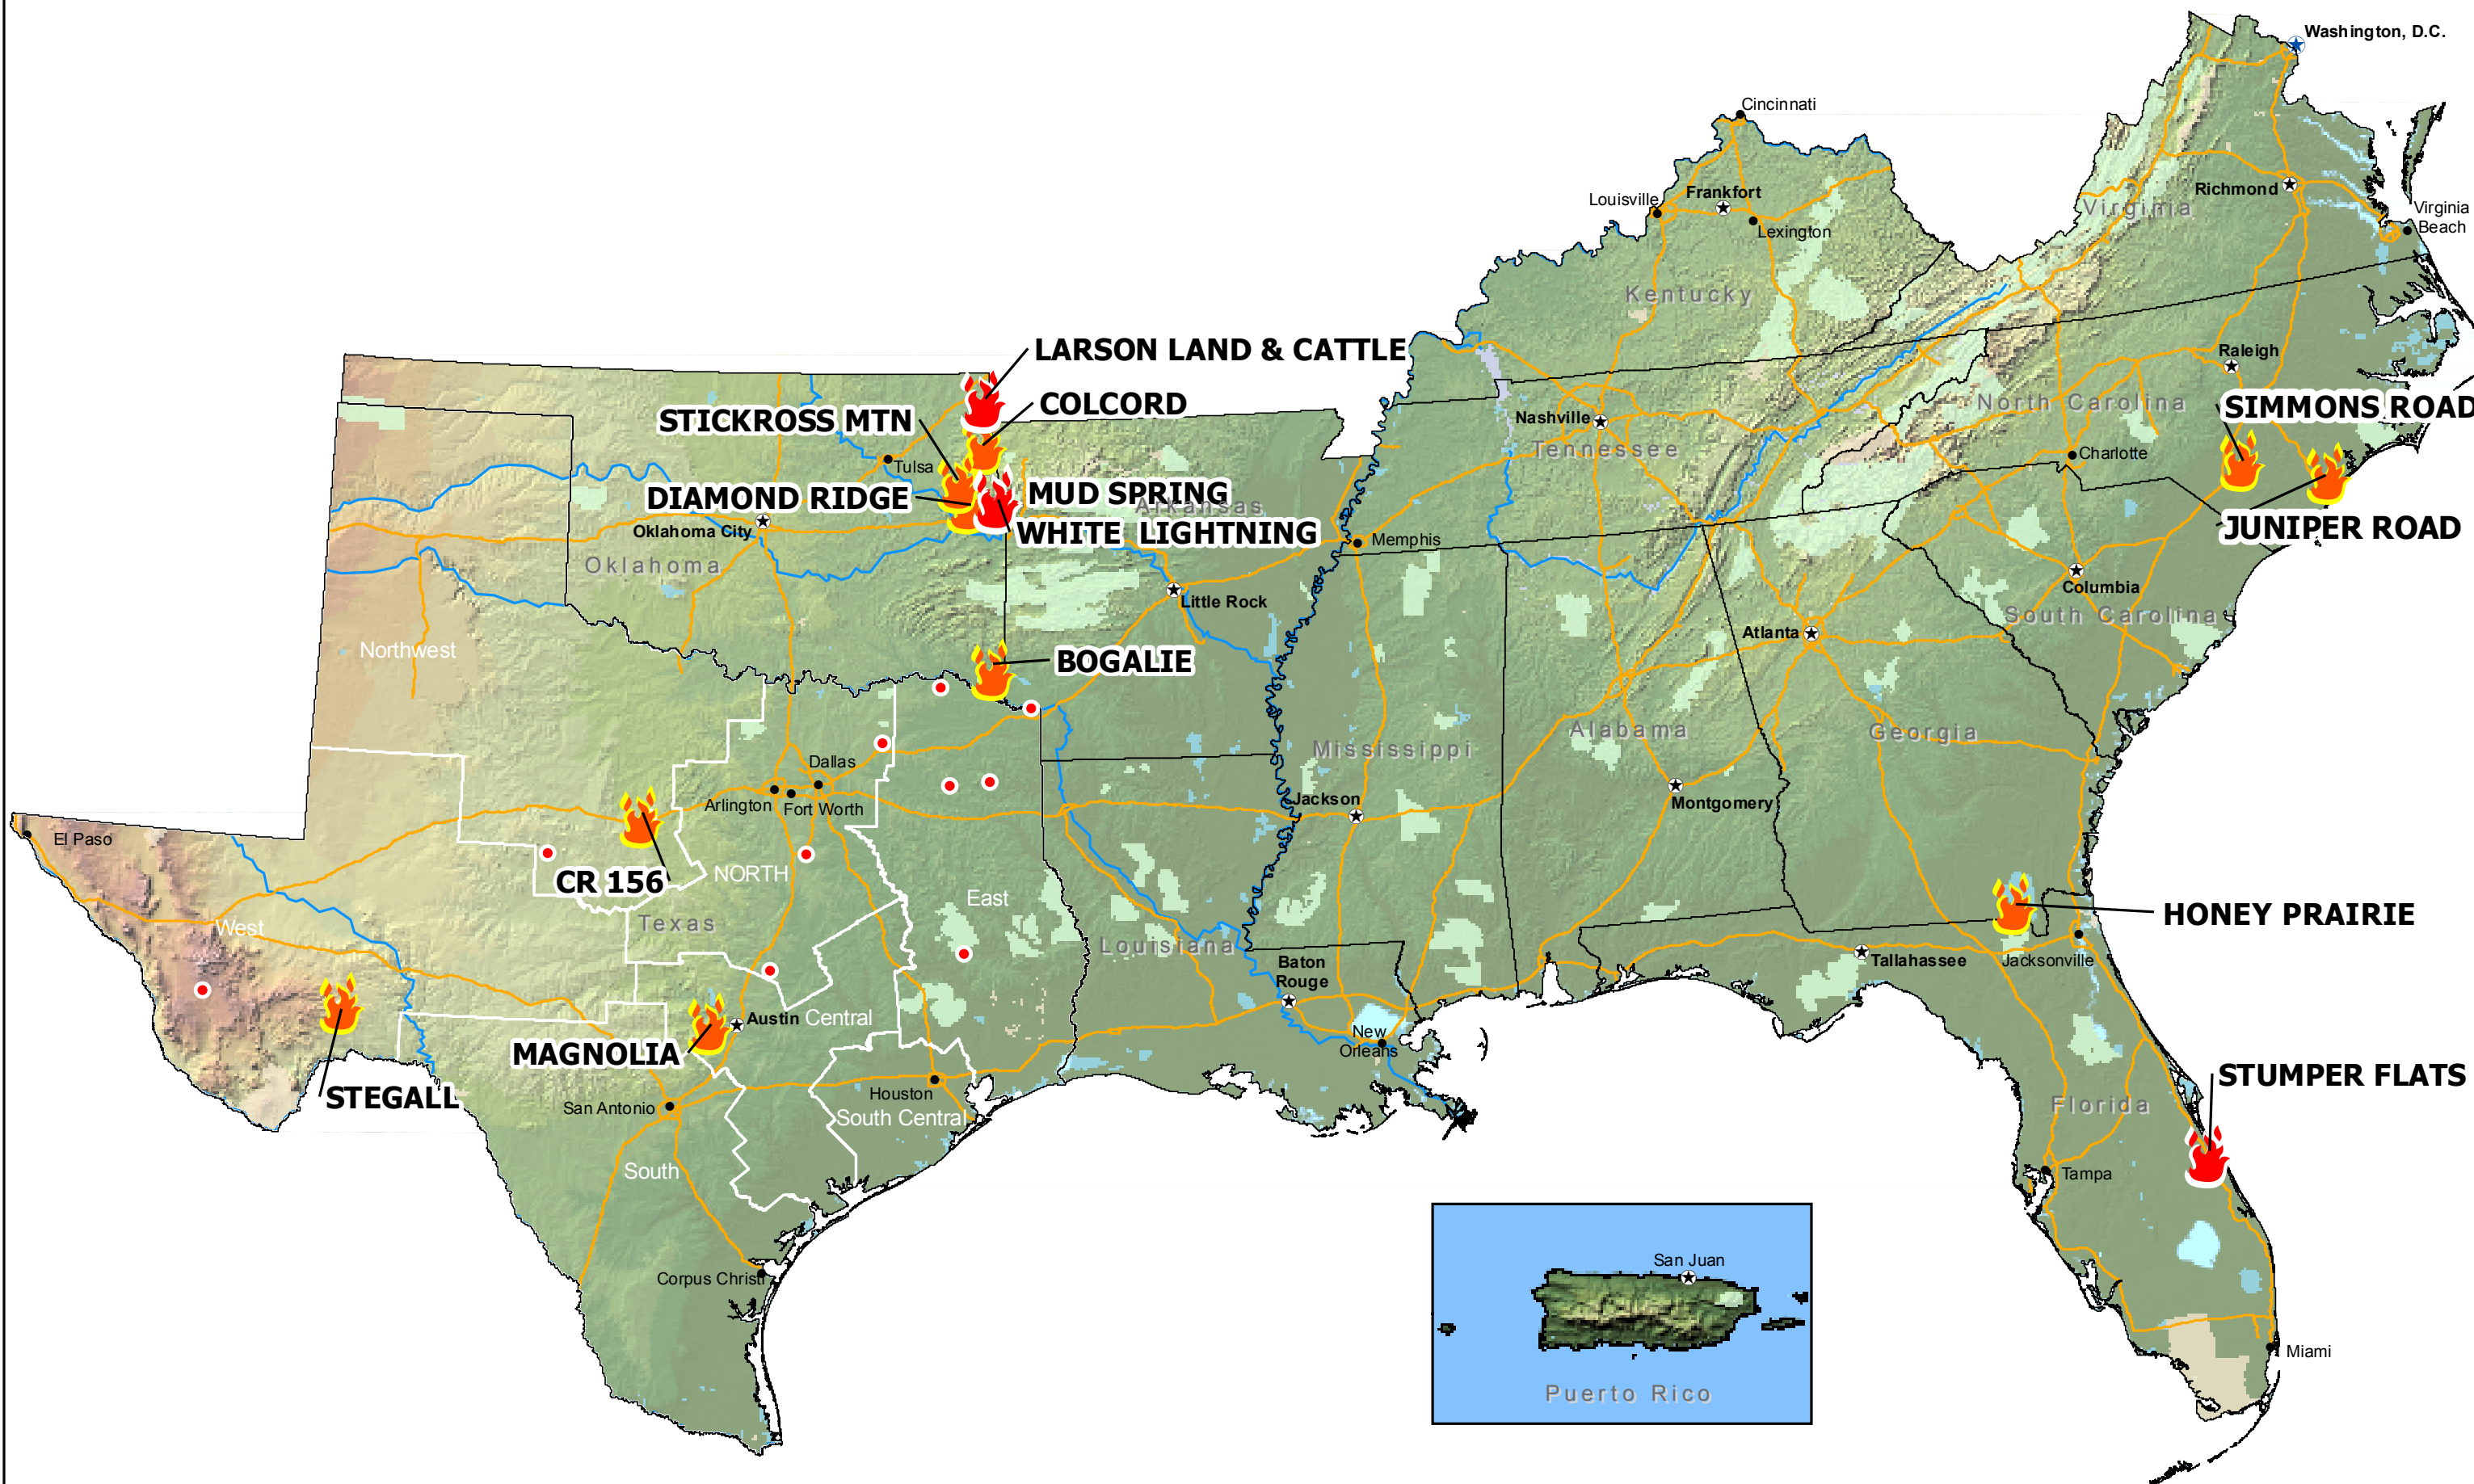 Washington, D.C.
Cincinnati
Louisville
Frankfort
Lexington
Richmond
Virginia
Virginia
Beach
Kentucky
LARSON LAND & CATTLE
Raleigh
COLCORD
North Carolina
SIMMONS ROAD
STICKROSS MTN
Nashville
Tennessee
Charlotte
Tulsa
DIAMOND RIDGE
MUD SPRING
Arkansas
Oklahoma City
WHITE LIGHTNING
JUNIPER ROAD
Memphis
Oklahoma
Columbia
Little Rock
South Carolina
Atlanta
Northwest
BOGALIE
Alabama
Georgia
Mississippi
Dallas
Arlington
Fort Worth
Jackson
Montgomery
El Paso
CR 156
NORTH
East
West
Texas
Louisiana
HONEY PRAIRIE
Baton
Rouge
Tallahassee
Jacksonville
Austin
Central
New
Orleans
MAGNOLIA
STEGALL
Houston
STUMPER FLATS
San Antonio
South Central
Florida
South
Tampa
San Juan
Corpus Christi
Miami
Puerto Rico